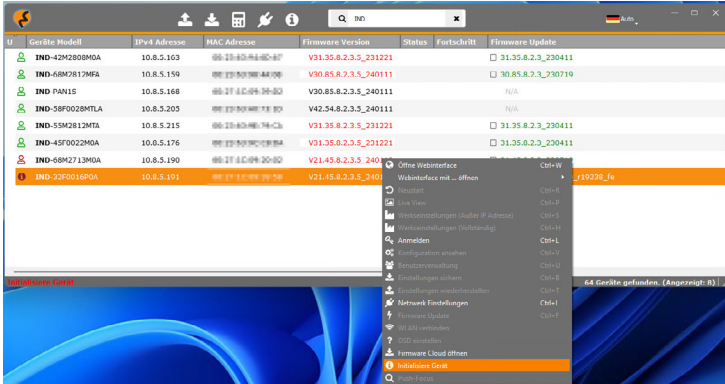 IND
Auto
U Geräte Modell IPv4 Adresse MAC Adresse Firmware Version Status Fortschritt Firmware Update
IND-42M2808M0A 10.8.5.163 V31.35.8.2.3.5_231221 31.35.8.2.3_230411
IND-68M2812MFA 10.8.5.159 V30.85.8.2.3.5_240111 30.85.8.2.3_230719
IND-PAN1S 10.8.5.168 V30.85.8.2.3.5_240111 N/A
IND-58F0028MTLA 10.8.5.205 V42.54.8.2.3.5_240111 N/A
IND-55M2812MTA 10.8.5.215 V31.35.8.2.3.5_231221 31.35.8.2.3_230411
IND-45F0022M0A 10.8.5.176 V31.35.8.2.3.5_231221 31.35.8.2.3_230411
IND-68M2713M0A 10.8.5.190
IND-33F0016P0A 10.8.5.191 _r19238_fe
Öffne Webinterface Ctrl+W
Webinterface mit ... öffnen
Neustart Ctrl+R
Live View Ctrl+P
Werkseinstellungen (Außer IP Adresse) Ctrl+S
Werkseinstellungen (Vollständig) Ctrl+H
Anmelden Ctrl+L
Konfiguration ansehen Ctrl+V
Benutzerverwaltung Ctrl+U
Einstellungen sichern Ctrl+B
Einstellungen wiederherstellen Ctrl+T
Netzwerk Einstellungen Ctrl+I
Firmware Update Ctrl+F
WLAN verbinden
OSD einstellen
Firmware Cloud öffnen
Initialisiere Gerät
Push-Focus
Initialisiere Gerät 64 Geräte gefunden. (Angezeigt: 8)